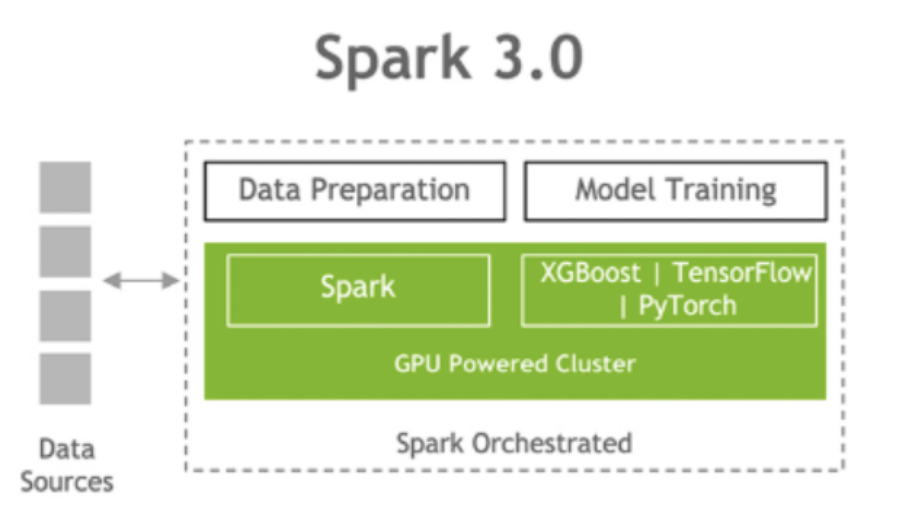 Spark 3.0
Data Preparation
Model Training
Spark
XGBoost | TensorFlow
| PyTorch
GPU Powered Cluster
Spark Orchestrated
Data
Sources